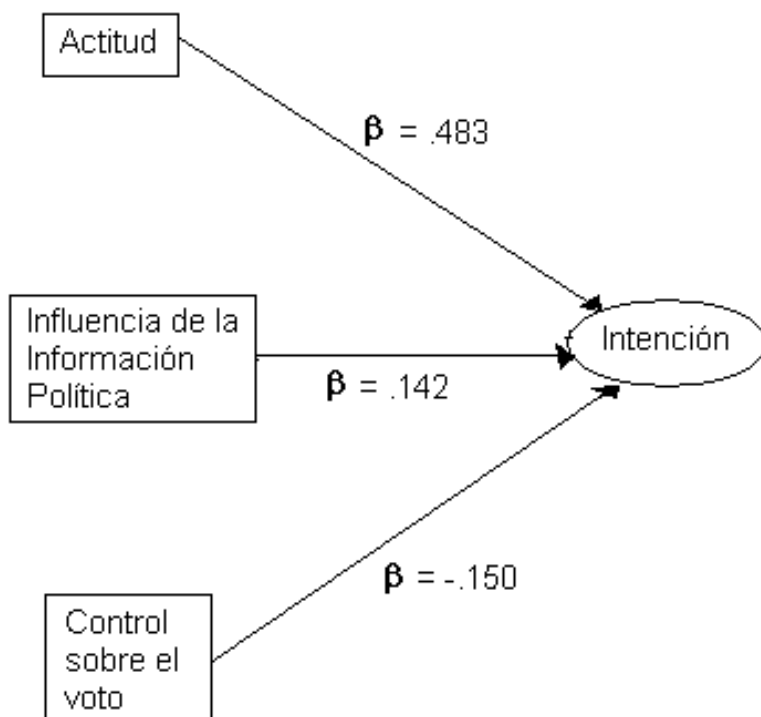 Actitud
β = .483
Influencia de la
Información
Política
Intención
β = .142
β = -.150
Control
sobre el
voto